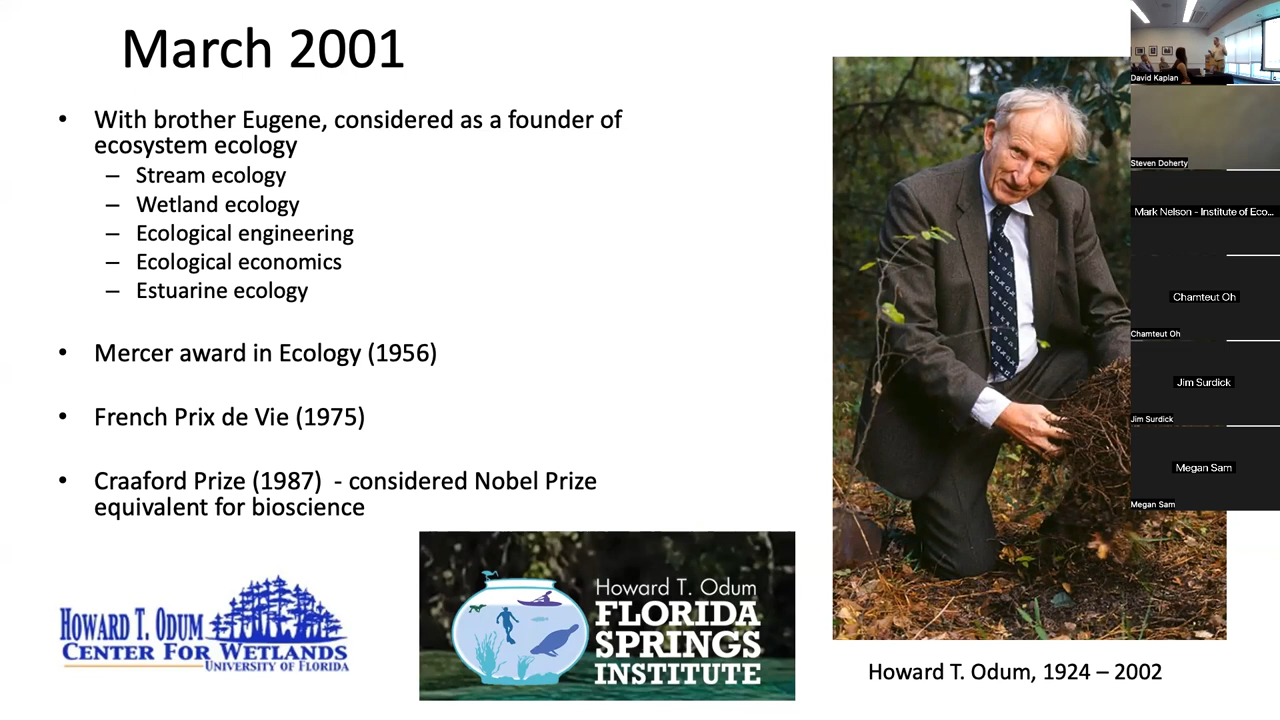 March 2001
• With brother Eugene, considered as a founder of
ecosystem ecology
– Stream ecology
– Wetland ecology
– Ecological engineering
– Ecological economics
– Estuarine ecology
• Mercer award in Ecology (1956)
• French Prix de Vie (1975)
• Craaford Prize (1987) - considered Nobel Prize
equivalent for bioscience
HOWARD T. ODUM
CENTER FOR WETLANDS
UNIVERSITY OF FLORIDA
Howard T. Odum
FLORIDA
SPRINGS
INSTITUTE
Howard T. Odum, 1924 – 2002
David Kaplan
Steven Doherty
Mark Nelson - Institute of Eco...
Chamteut Oh
Chamteut Oh
Jim Surdick
Jim Surdick
Megan Sam
Megan Sam